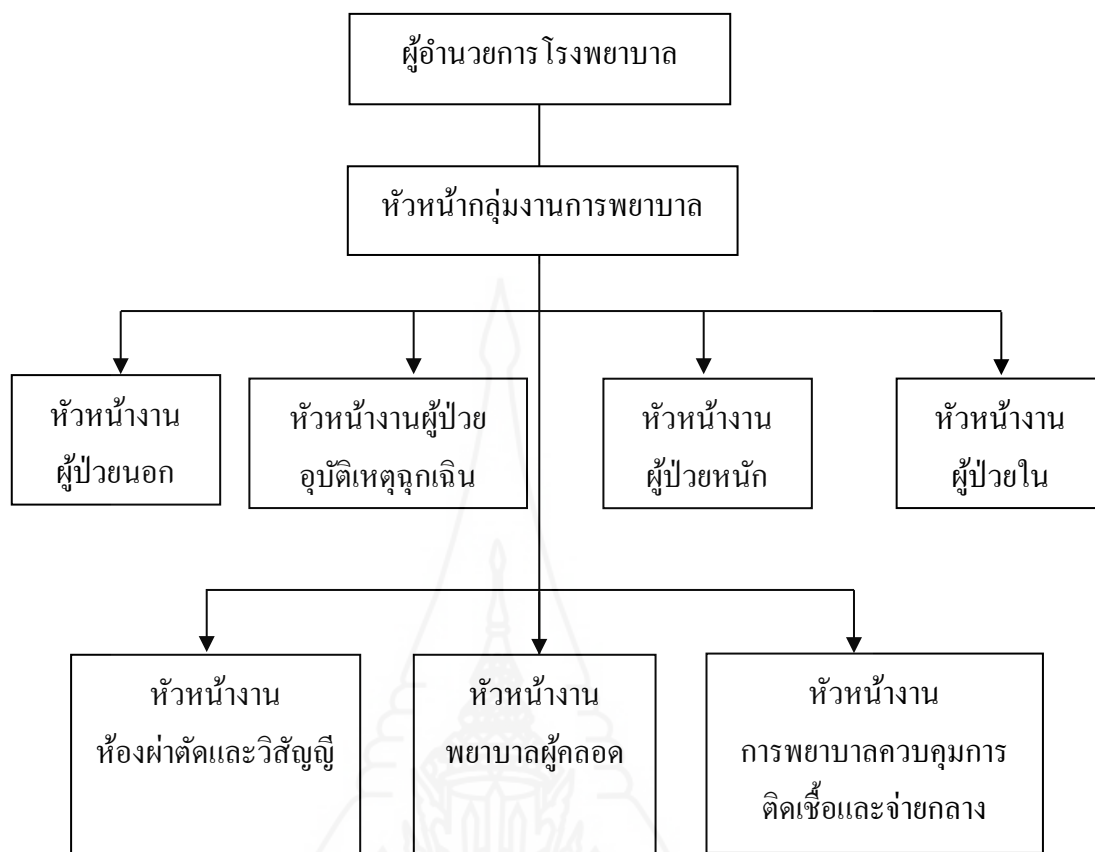 ผู้อำนวยการโรงพยาบาล
หัวหน้ากลุ่มงานการพยาบาล
หัวหน้างาน
ผู้ป่วยนอก
หัวหน้างานผู้ป่วย
อุบัติเหตุฉุกเฉิน
หัวหน้างาน
ผู้ป่วยหนัก
หัวหน้างาน
ผู้ป่วยใน
หัวหน้างาน
ห้องผ่าตัดและวิสัญญี
หัวหน้างาน
พยาบาลผู้คลอด
หัวหน้างาน
การพยาบาลควบคุมการ
ติดเชื้อและจ่ายกลาง